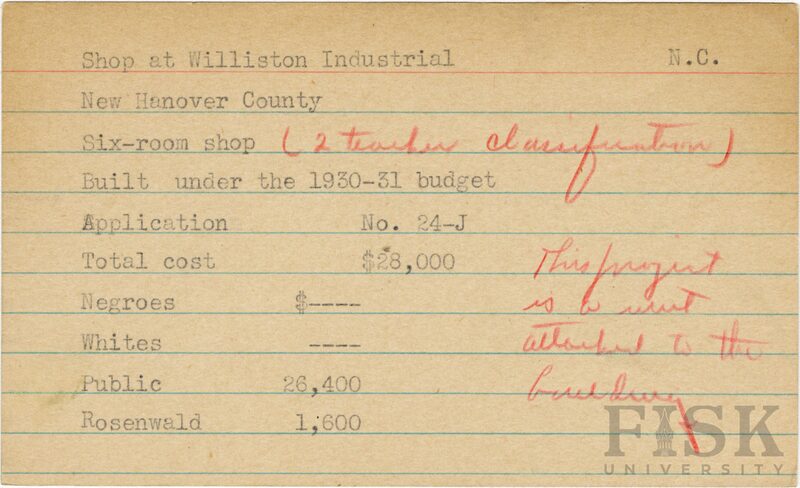 Shop at Williston Industrial N.C.
New Hanover County
Six-room shop (2 teacher classification)
Built under the 1930-31 budget
Application No. 24-J
Total cost $28,000
Negroes $----
Whites ----
Public 26,400
Rosenwald 1,600
This project
is a unit
attached to the
building
FISK
UNIVERSITY